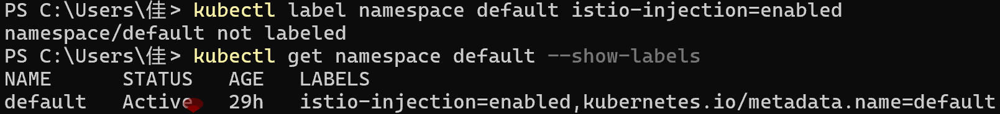 PS C:\Users\佳> kubectl label namespace default istio-injection=enabled
namespace/default not labeled
PS C:\Users\佳> kubectl get namespace default --show-labels
NAME      STATUS   AGE   LABELS
default   Active   29h   istio-injection=enabled,kubernetes.io/metadata.name=default